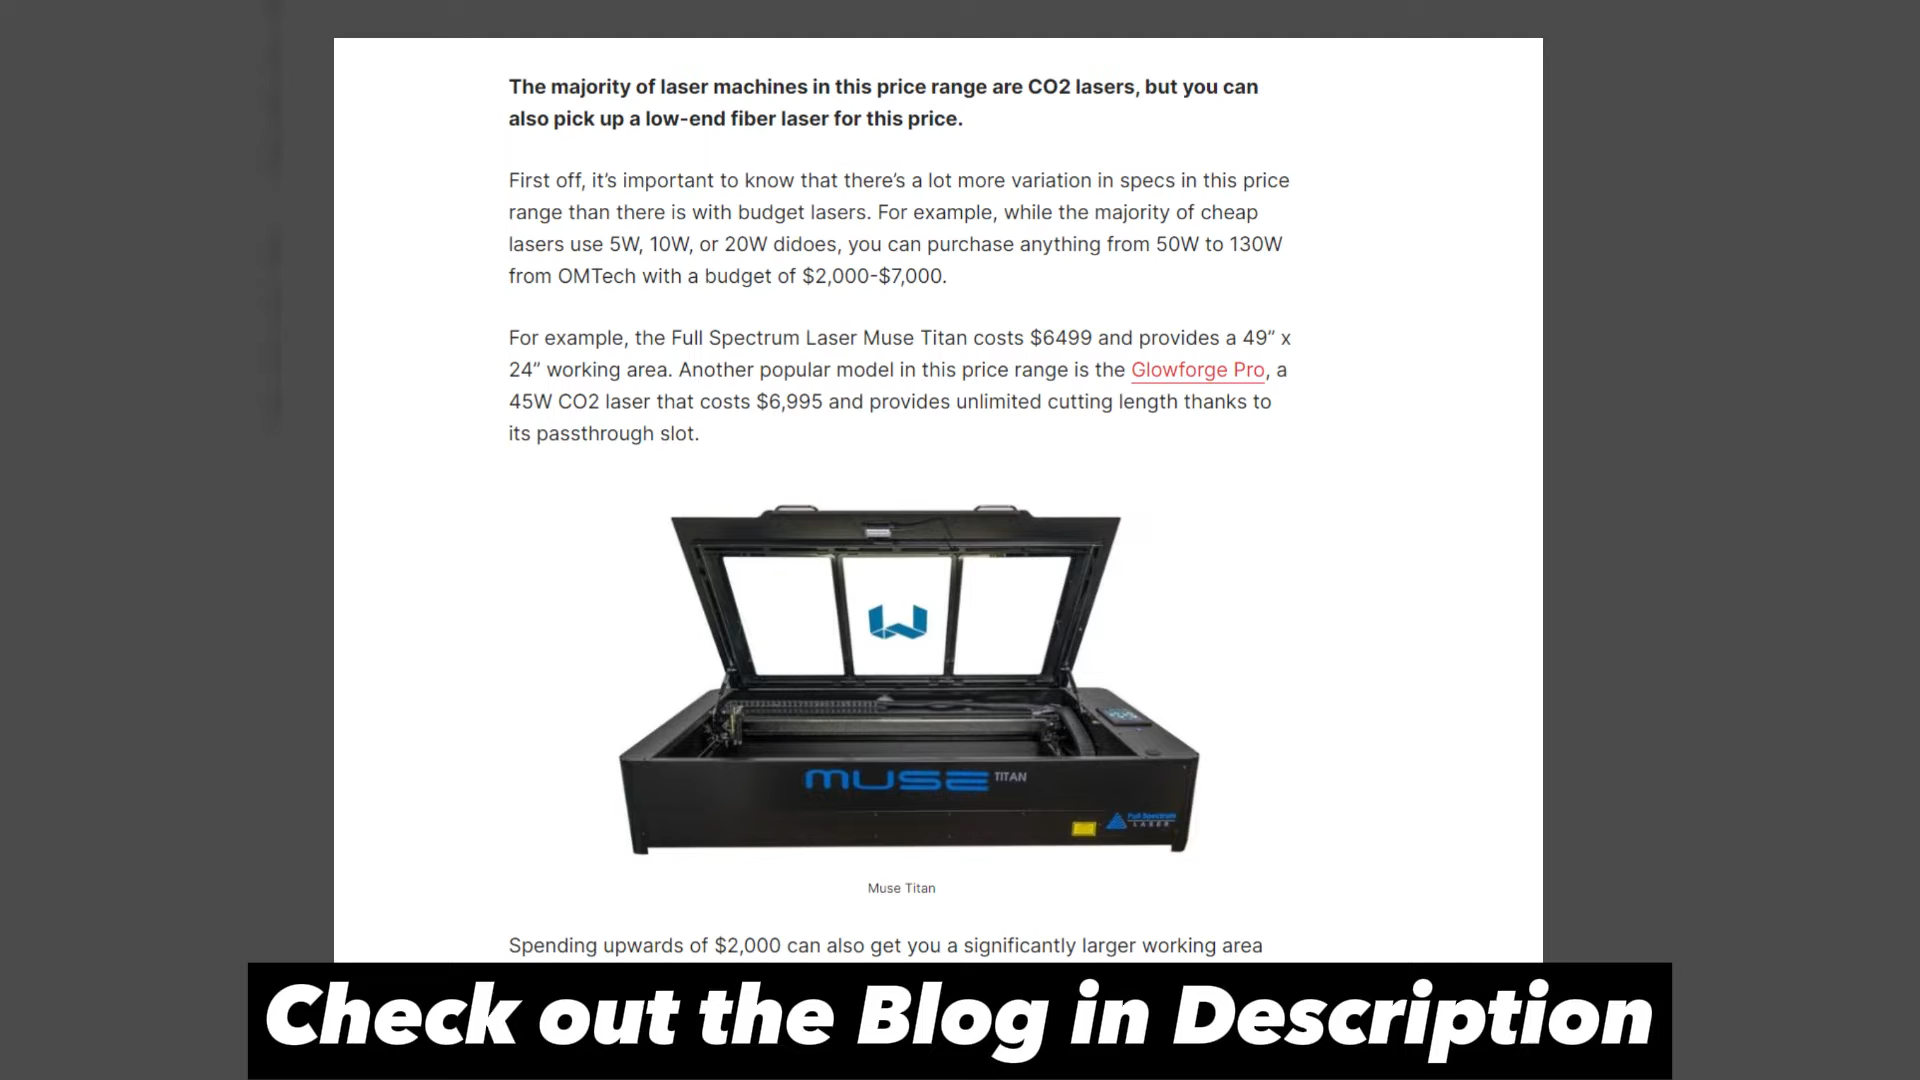 The majority of laser machines in this price range are CO2 lasers, but you can
also pick up a low-end fiber laser for this price.
First off, it’s important to know that there’s a lot more variation in specs in this price
range than there is with budget lasers. For example, while the majority of cheap
lasers use 5W, 10W, or 20W didoes, you can purchase anything from 50W to 130W
from OMTech with a budget of $2,000-$7,000.
For example, the Full Spectrum Laser Muse Titan costs $6499 and provides a 49” x
24” working area. Another popular model in this price range is the Glowforge Pro, a
45W CO2 laser that costs $6,995 and provides unlimited cutting length thanks to
its passthrough slot.
MUSE TITAN
Full Spectrum
LASER
Muse Titan
Spending upwards of $2,000 can also get you a significantly larger working area
Check out the Blog in Description